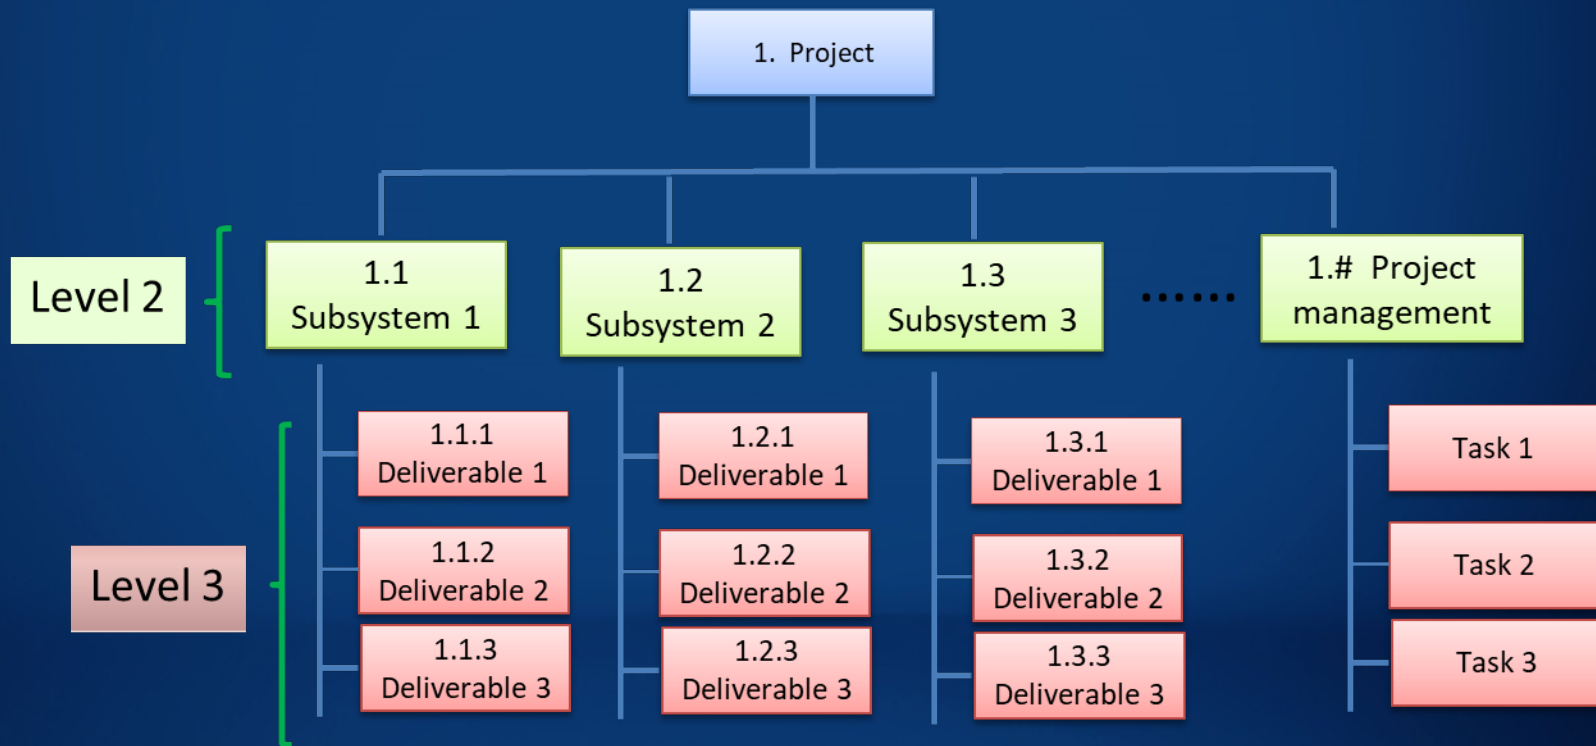 1. Project
Level 2
1.1
Subsystem 1
1.2
Subsystem 2
1.3
Subsystem 3
......
1.# Project
management
Level 3
1.1.1
Deliverable 1
1.1.2
Deliverable 2
1.1.3
Deliverable 3
1.2.1
Deliverable 1
1.2.2
Deliverable 2
1.2.3
Deliverable 3
1.3.1
Deliverable 1
1.3.2
Deliverable 2
1.3.3
Deliverable 3
Task 1
Task 2
Task 3